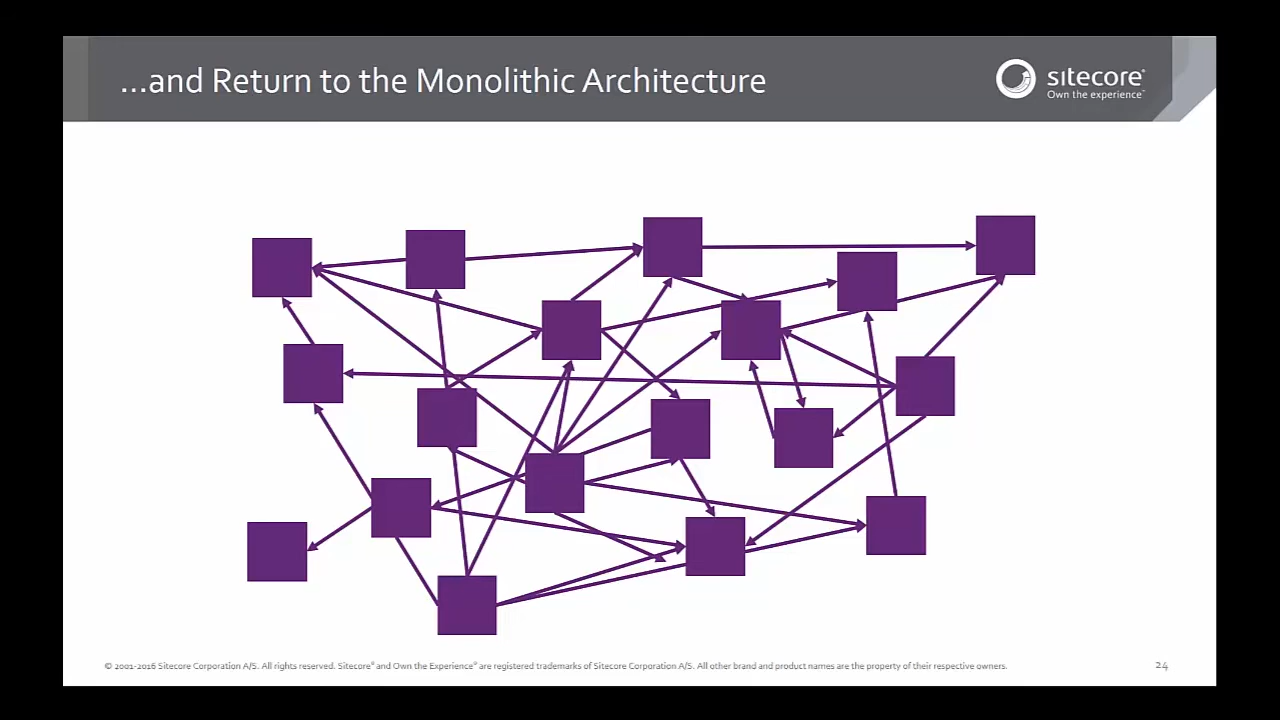 ...and Return to the Monolithic Architecture
sitecore®
Own the experience®
© 2001-2016 Sitecore Corporation A/S. All rights reserved. Sitecore® and Own the Experience® are registered trademarks of Sitecore Corporation A/S. All other brand and product names are the property of their respective owners.
24